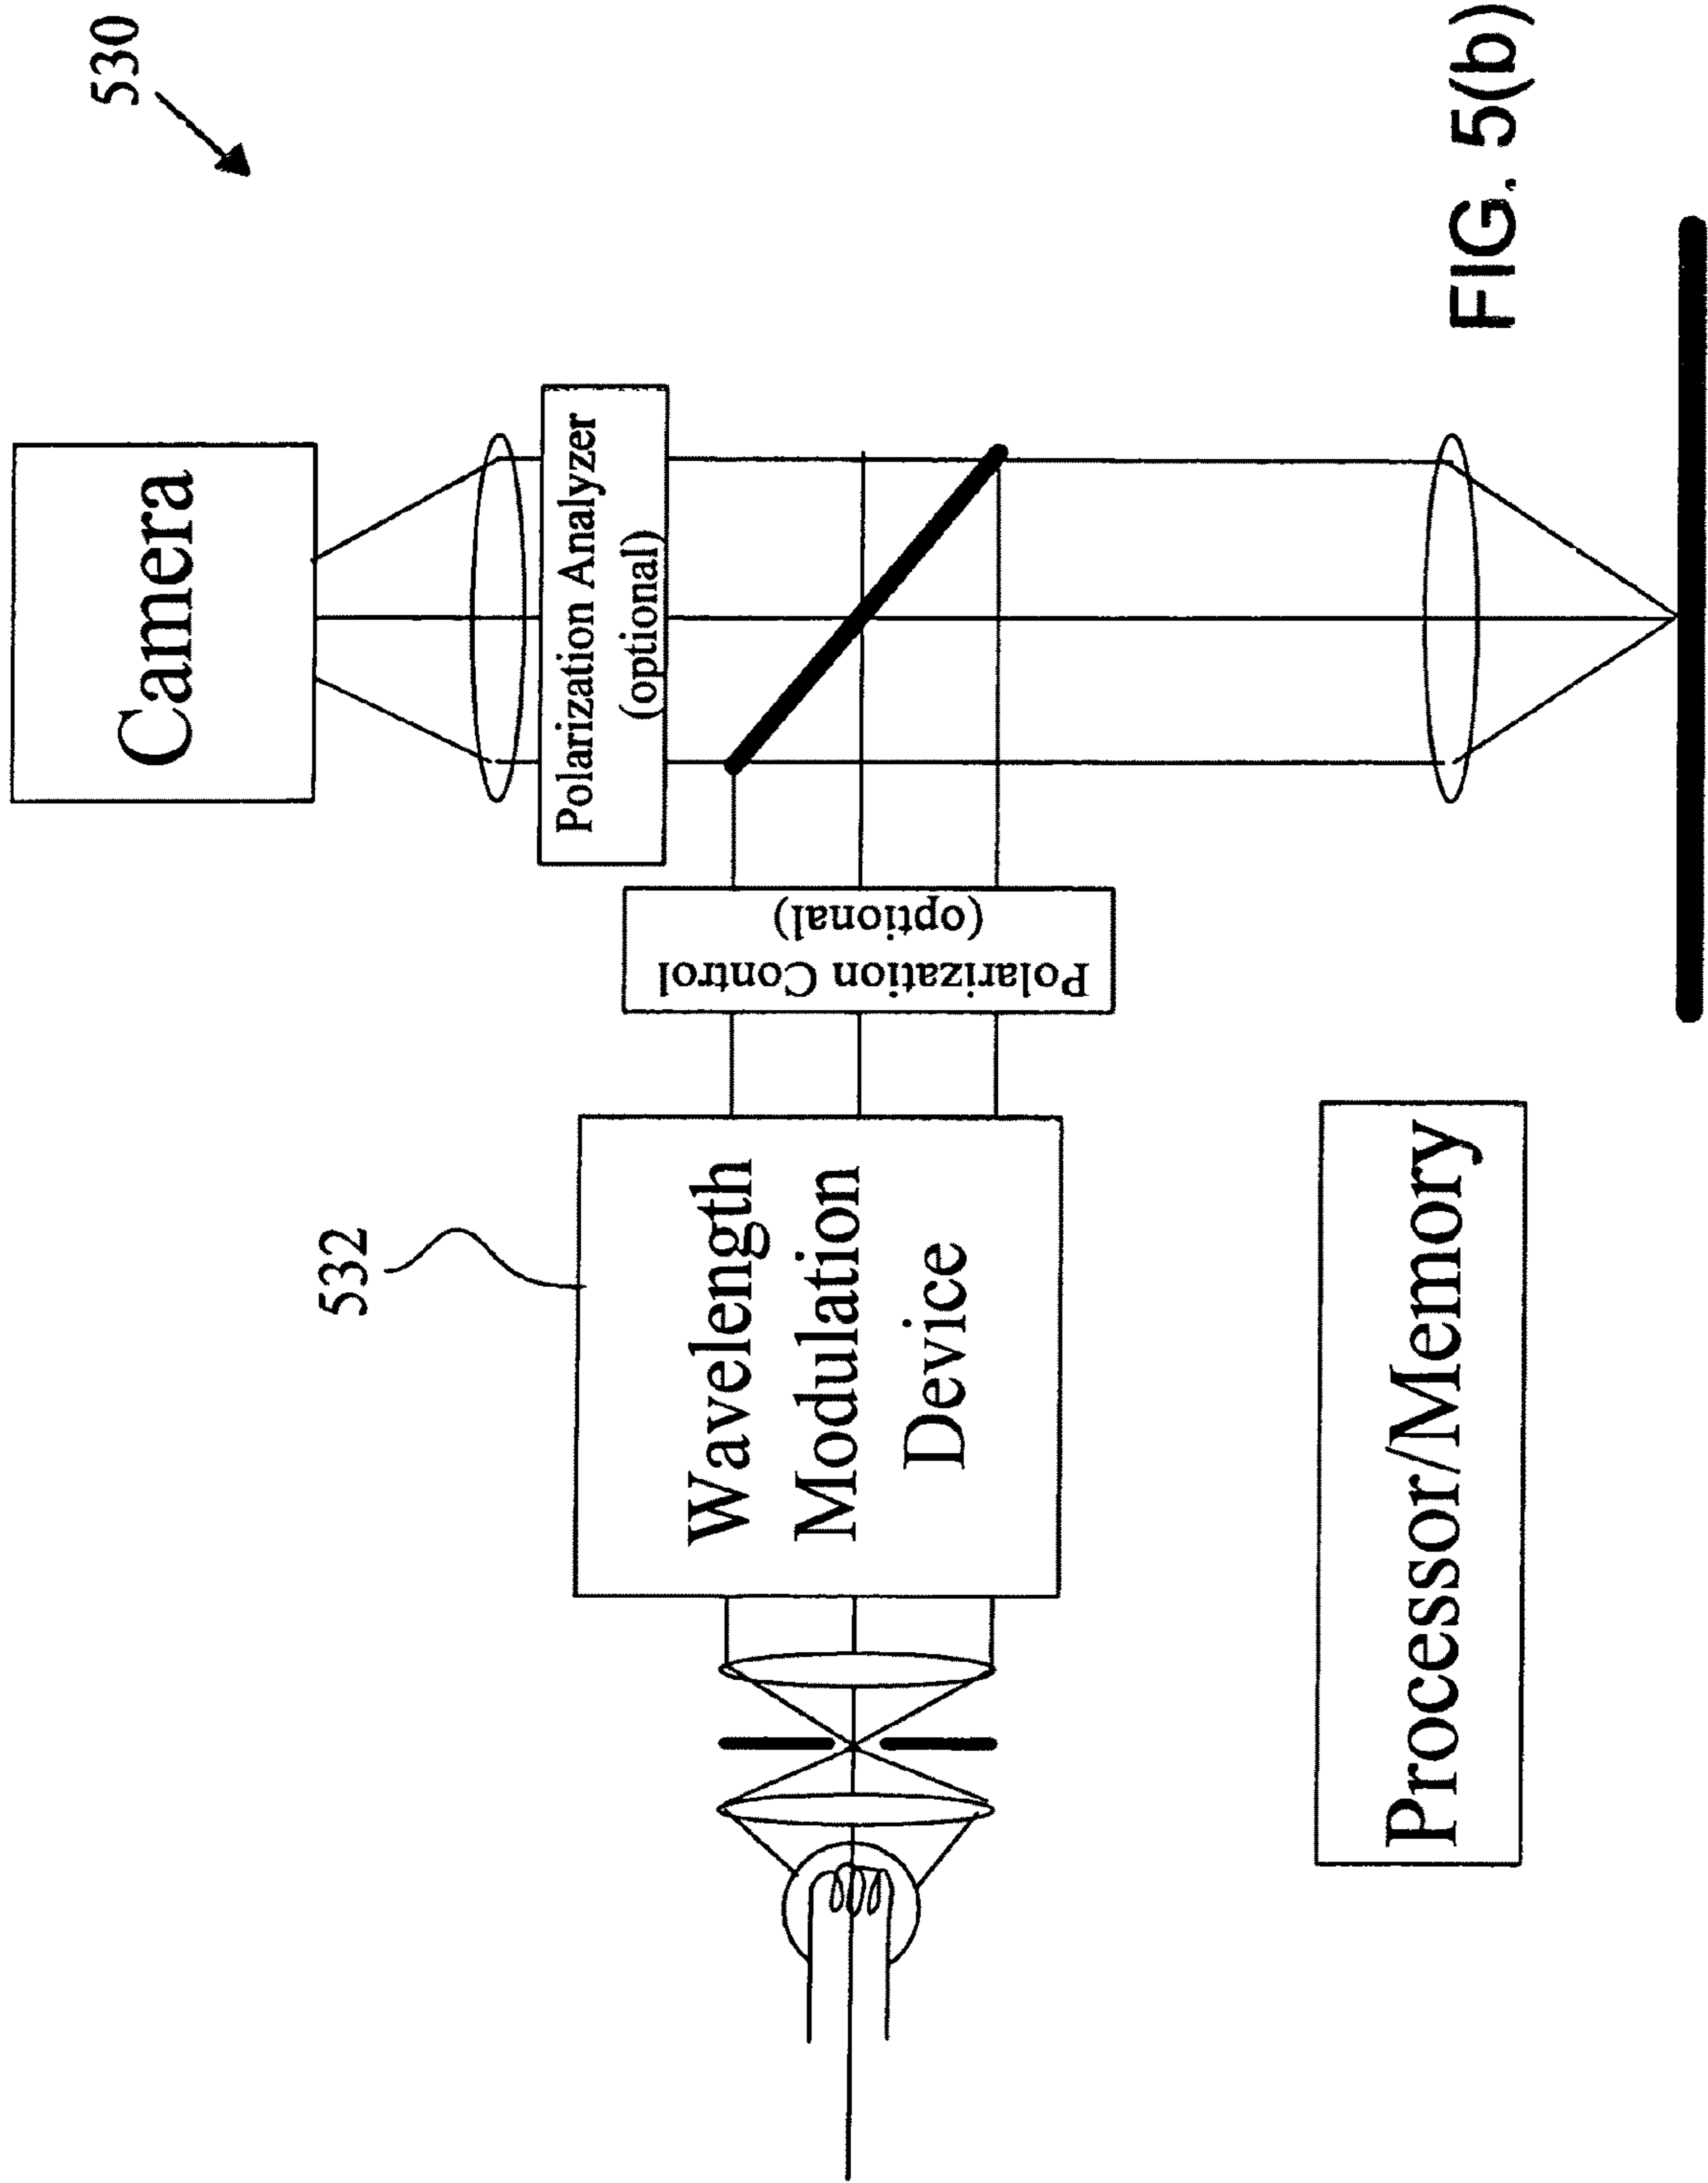 530
Camera
Polarization Analyzer
(optional)
Polarization Control
(optional)
532
Wavelength
Modulation
Device
Processor/Memory
FIG. 5(b)